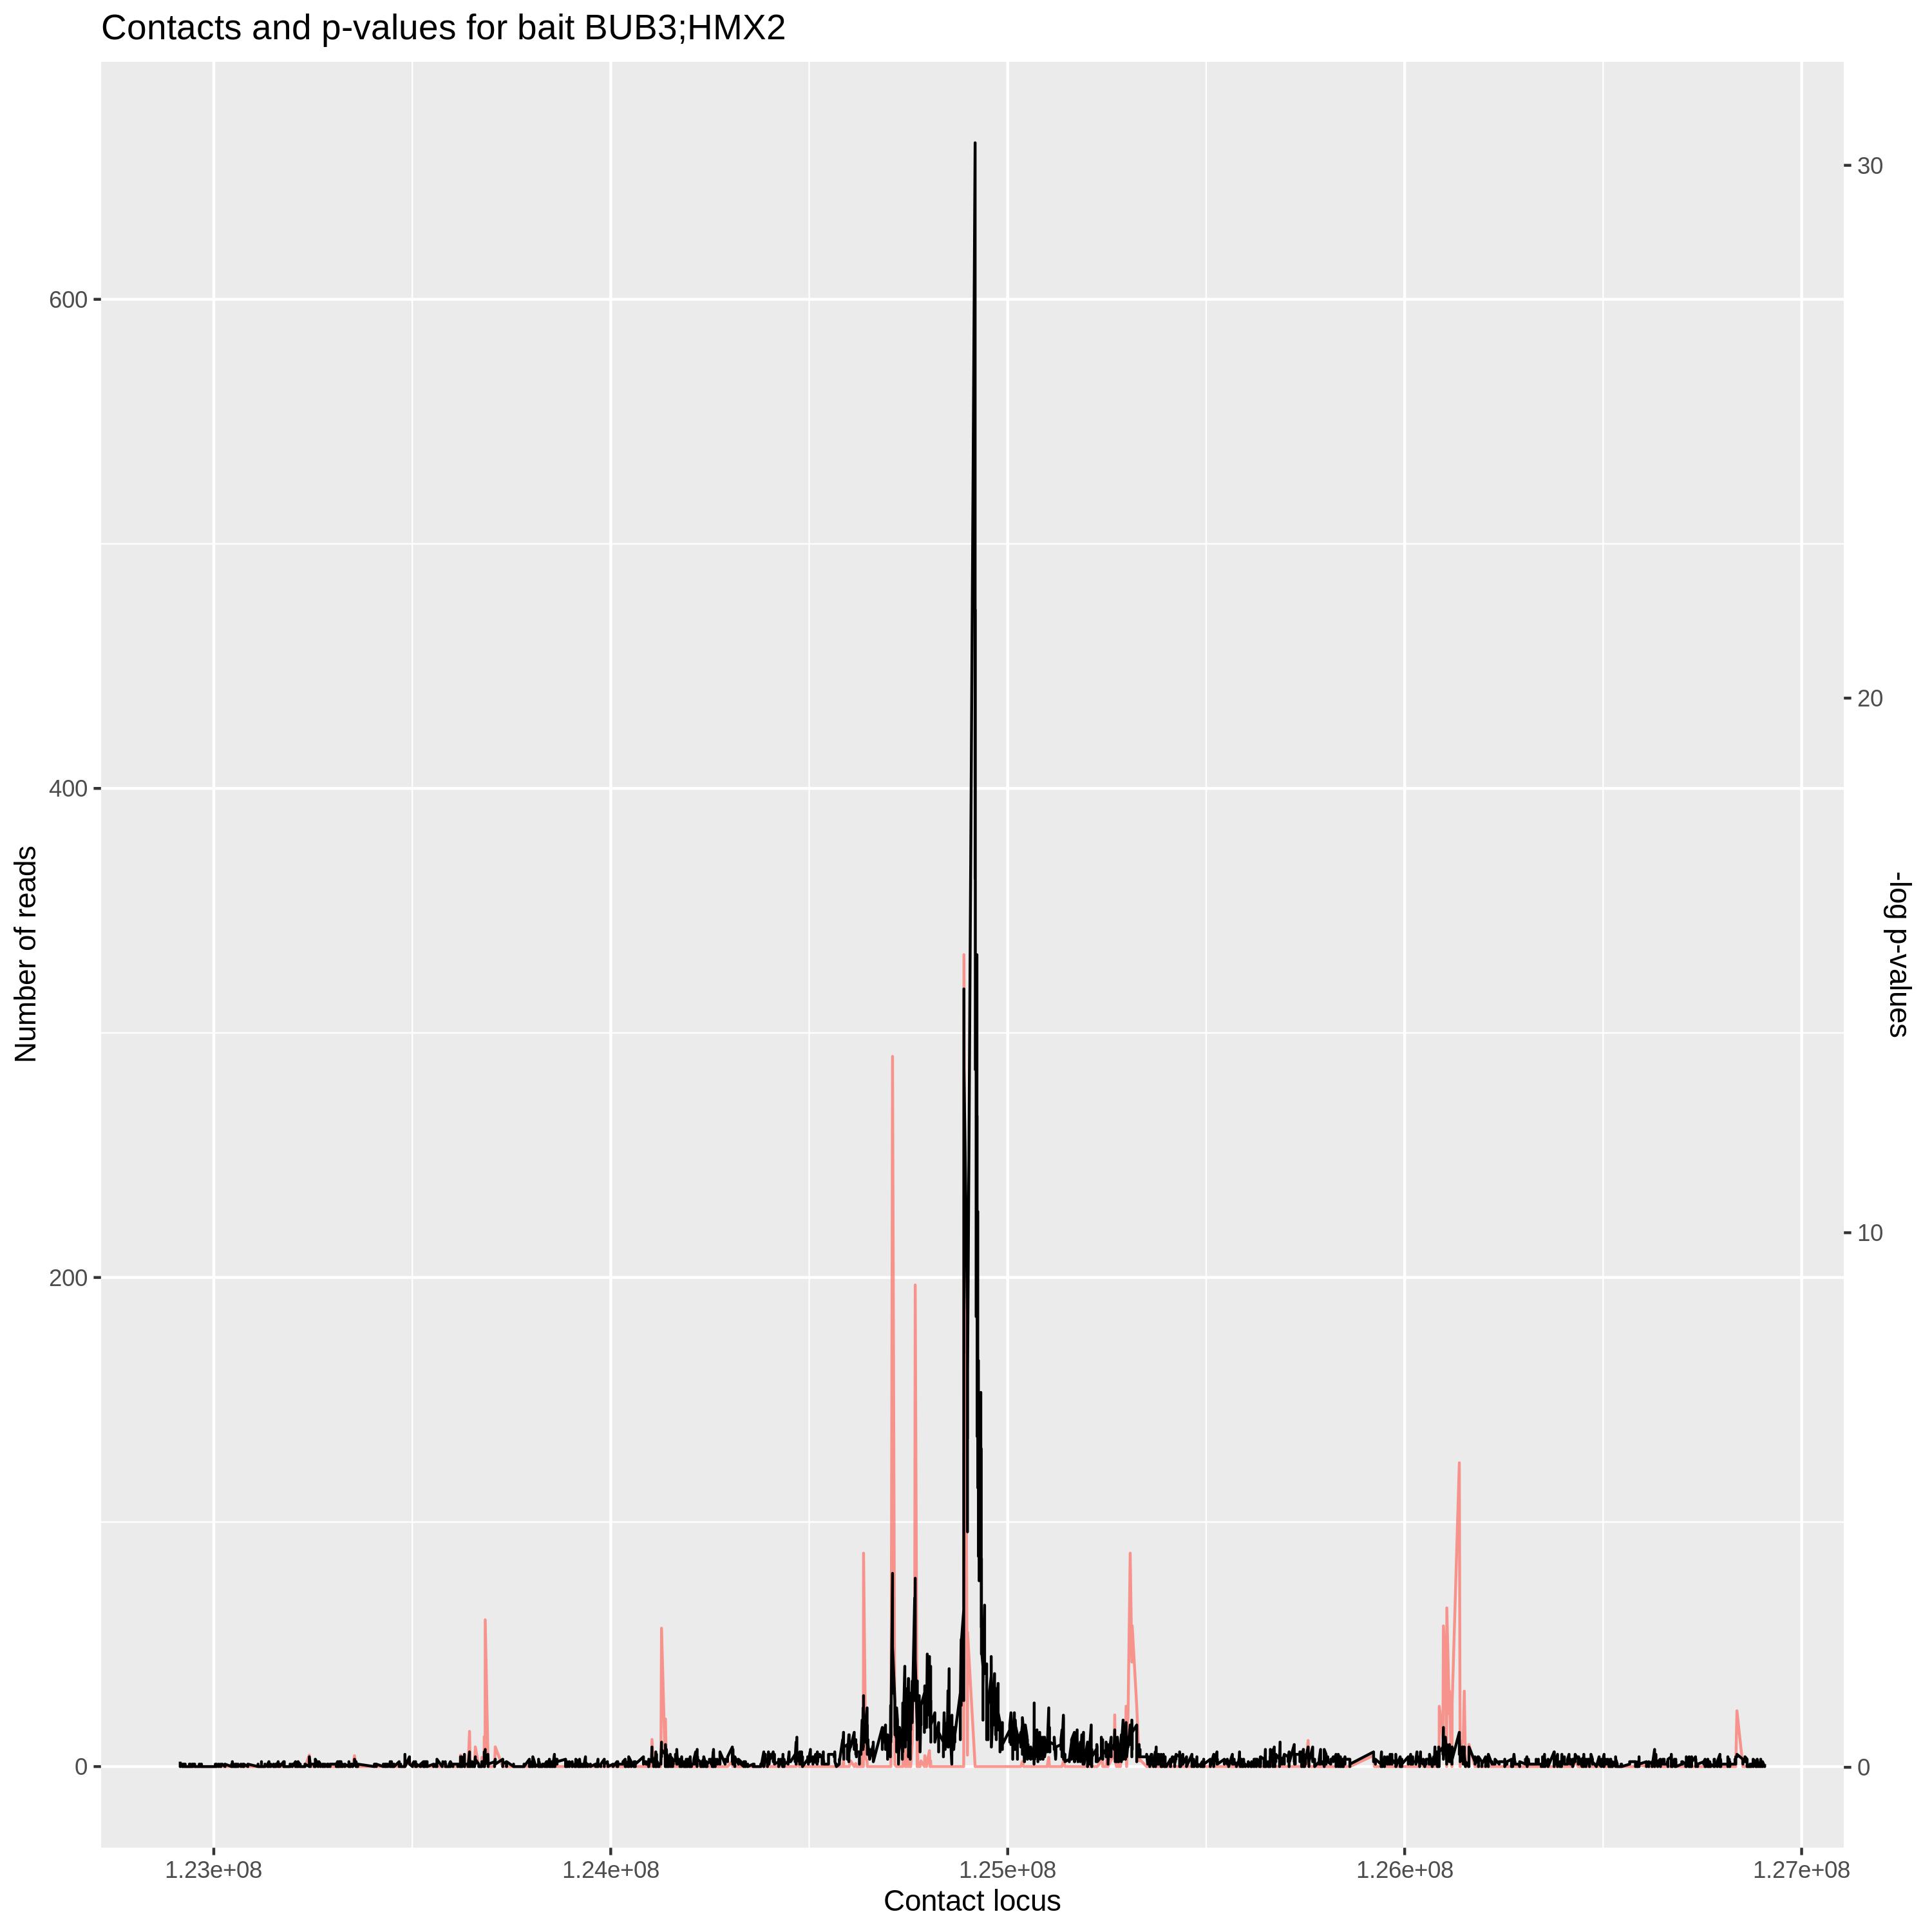 Contacts and p-values for bait BUB3;HMX2
600
400
200
0
Number of reads
30
20
10
0
-log p-values
1.23e+08
1.24e+08
1.25e+08
1.26e+08
1.27e+08
Contact locus